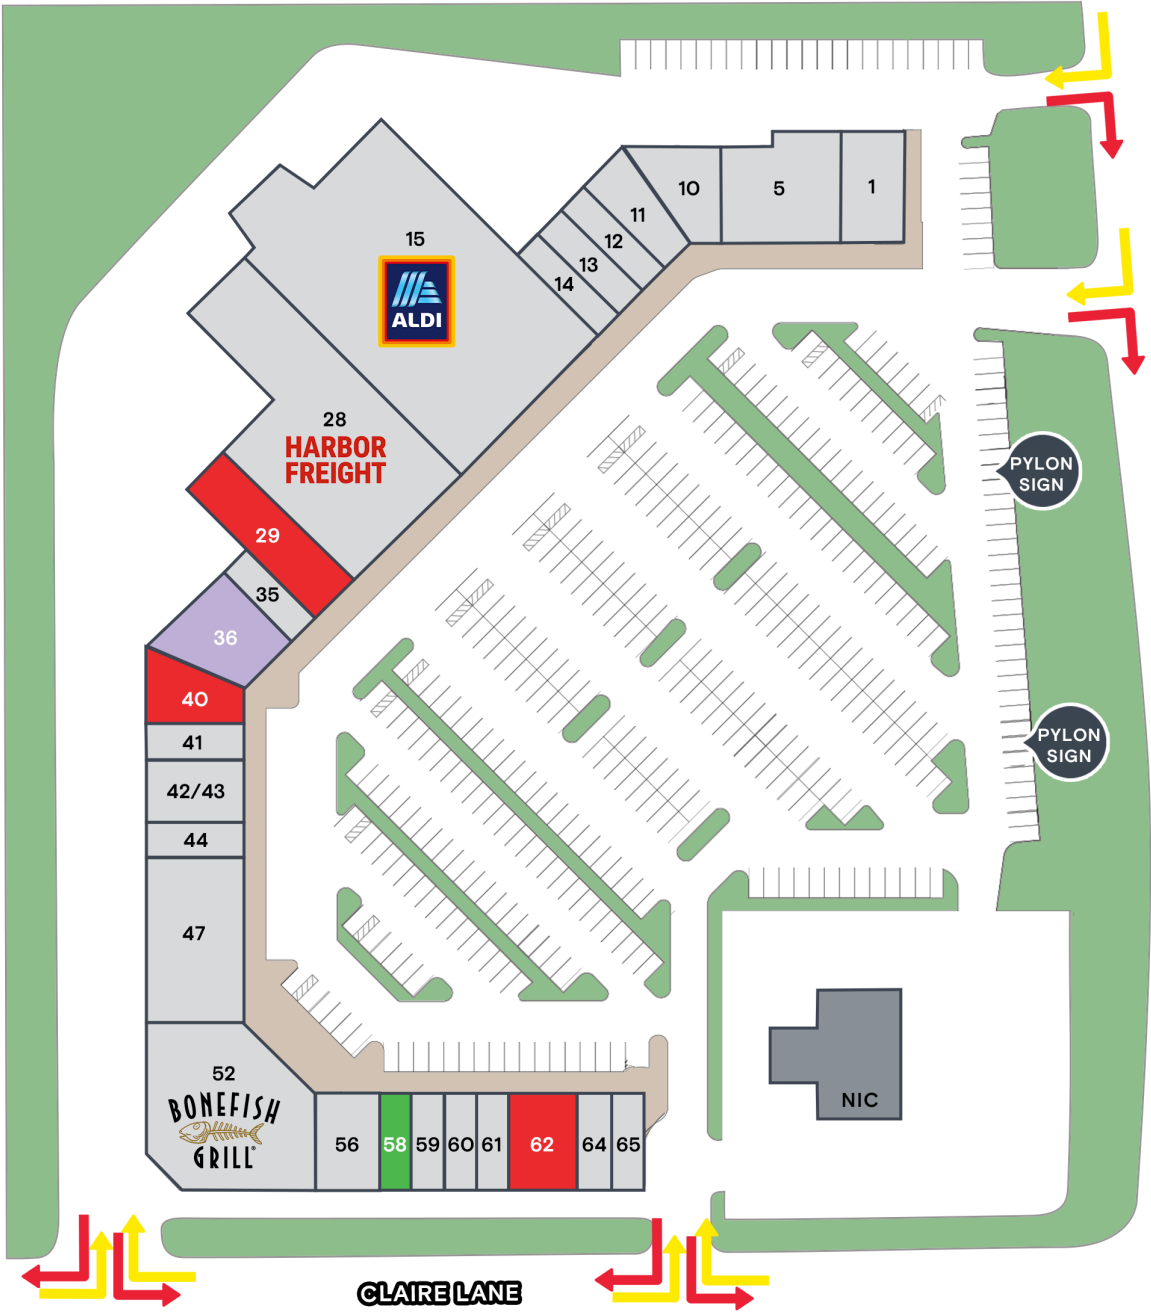 10
5
1
11
12
13
14
15
ALDI
28
HARBOR
FREIGHT
29
35
36
40
41
42/43
44
47
52
BONEFISH
GRILL
56
58
59
60
61
62
64
65
PYLON
SIGN
PYLON
SIGN
NIC
CLAIRE LANE